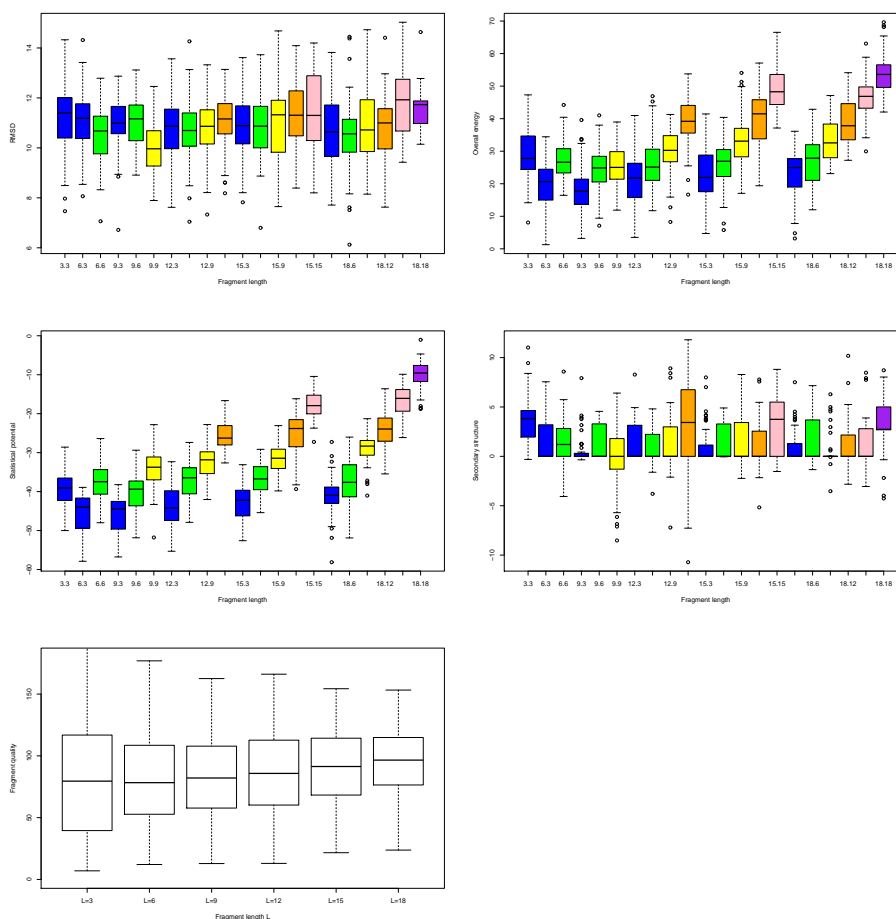 RMSD
14
12
10
8
6
3.3 6.3 6.6 9.3 9.6 9.9 12.3 12.9 15.3 15.9 15.15 18.6 18.12 18.18
Fragment length
Overall energy
70
60
50
40
30
20
10
0
3.3 6.3 6.6 9.3 9.6 9.9 12.3 12.9 15.3 15.9 15.15 18.6 18.12 18.18
Fragment length
Statistical potential
0
−10
−20
−30
−40
−50
−60
3.3 6.3 6.6 9.3 9.6 9.9 12.3 12.9 15.3 15.9 15.15 18.6 18.12 18.18
Fragment length
Secondary structure
10
5
0
−5
−10
3.3 6.3 6.6 9.3 9.6 9.9 12.3 12.9 15.3 15.9 15.15 18.6 18.12 18.18
Fragment length
Fragment quality
150
100
50
0
L=3 L=6 L=9 L=12 L=15 L=18
Fragment length L